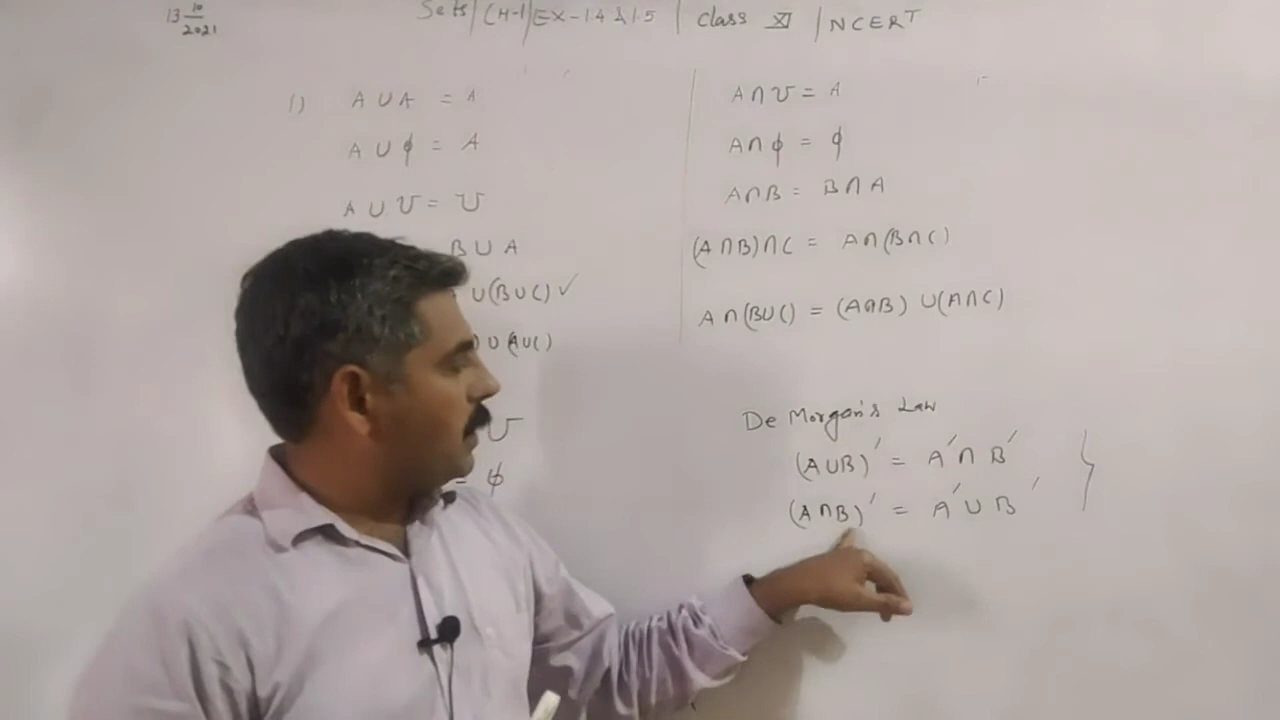 13 10/2021
Sets | CH-1 | EX-1.4 & 1.5 | Class XI | NCERT
1) A ∪ A = A
A ∪ ϕ = A
A ∪ U = U
B ∪ A
∪(B∪C) ✓
) ∪ (A∪C)
U
= ϕ
A ∩ U = A
A ∩ ϕ = ϕ
A ∩ B = B ∩ A
(A ∩ B) ∩ C = A ∩ (B ∩ C)
A ∩ (B ∪ C) = (A ∩ B) ∪ (A ∩ C)
De Morgan's Law
(A∪B)′ = A′ ∩ B′
(A ∩ B)′ = A′ ∪ B′